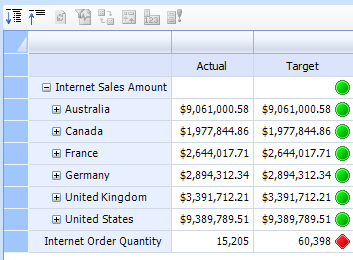 Actual Target
Internet Sales Amount
Australia $9,061,000.58 $9,061,000.58
Canada $1,977,844.86 $1,977,844.86
France $2,644,017.71 $2,644,017.71
Germany $2,894,312.34 $2,894,312.34
United Kingdom $3,391,712.21 $3,391,712.21
United States $9,389,789.51 $9,389,789.51
Internet Order Quantity 15,205 60,398